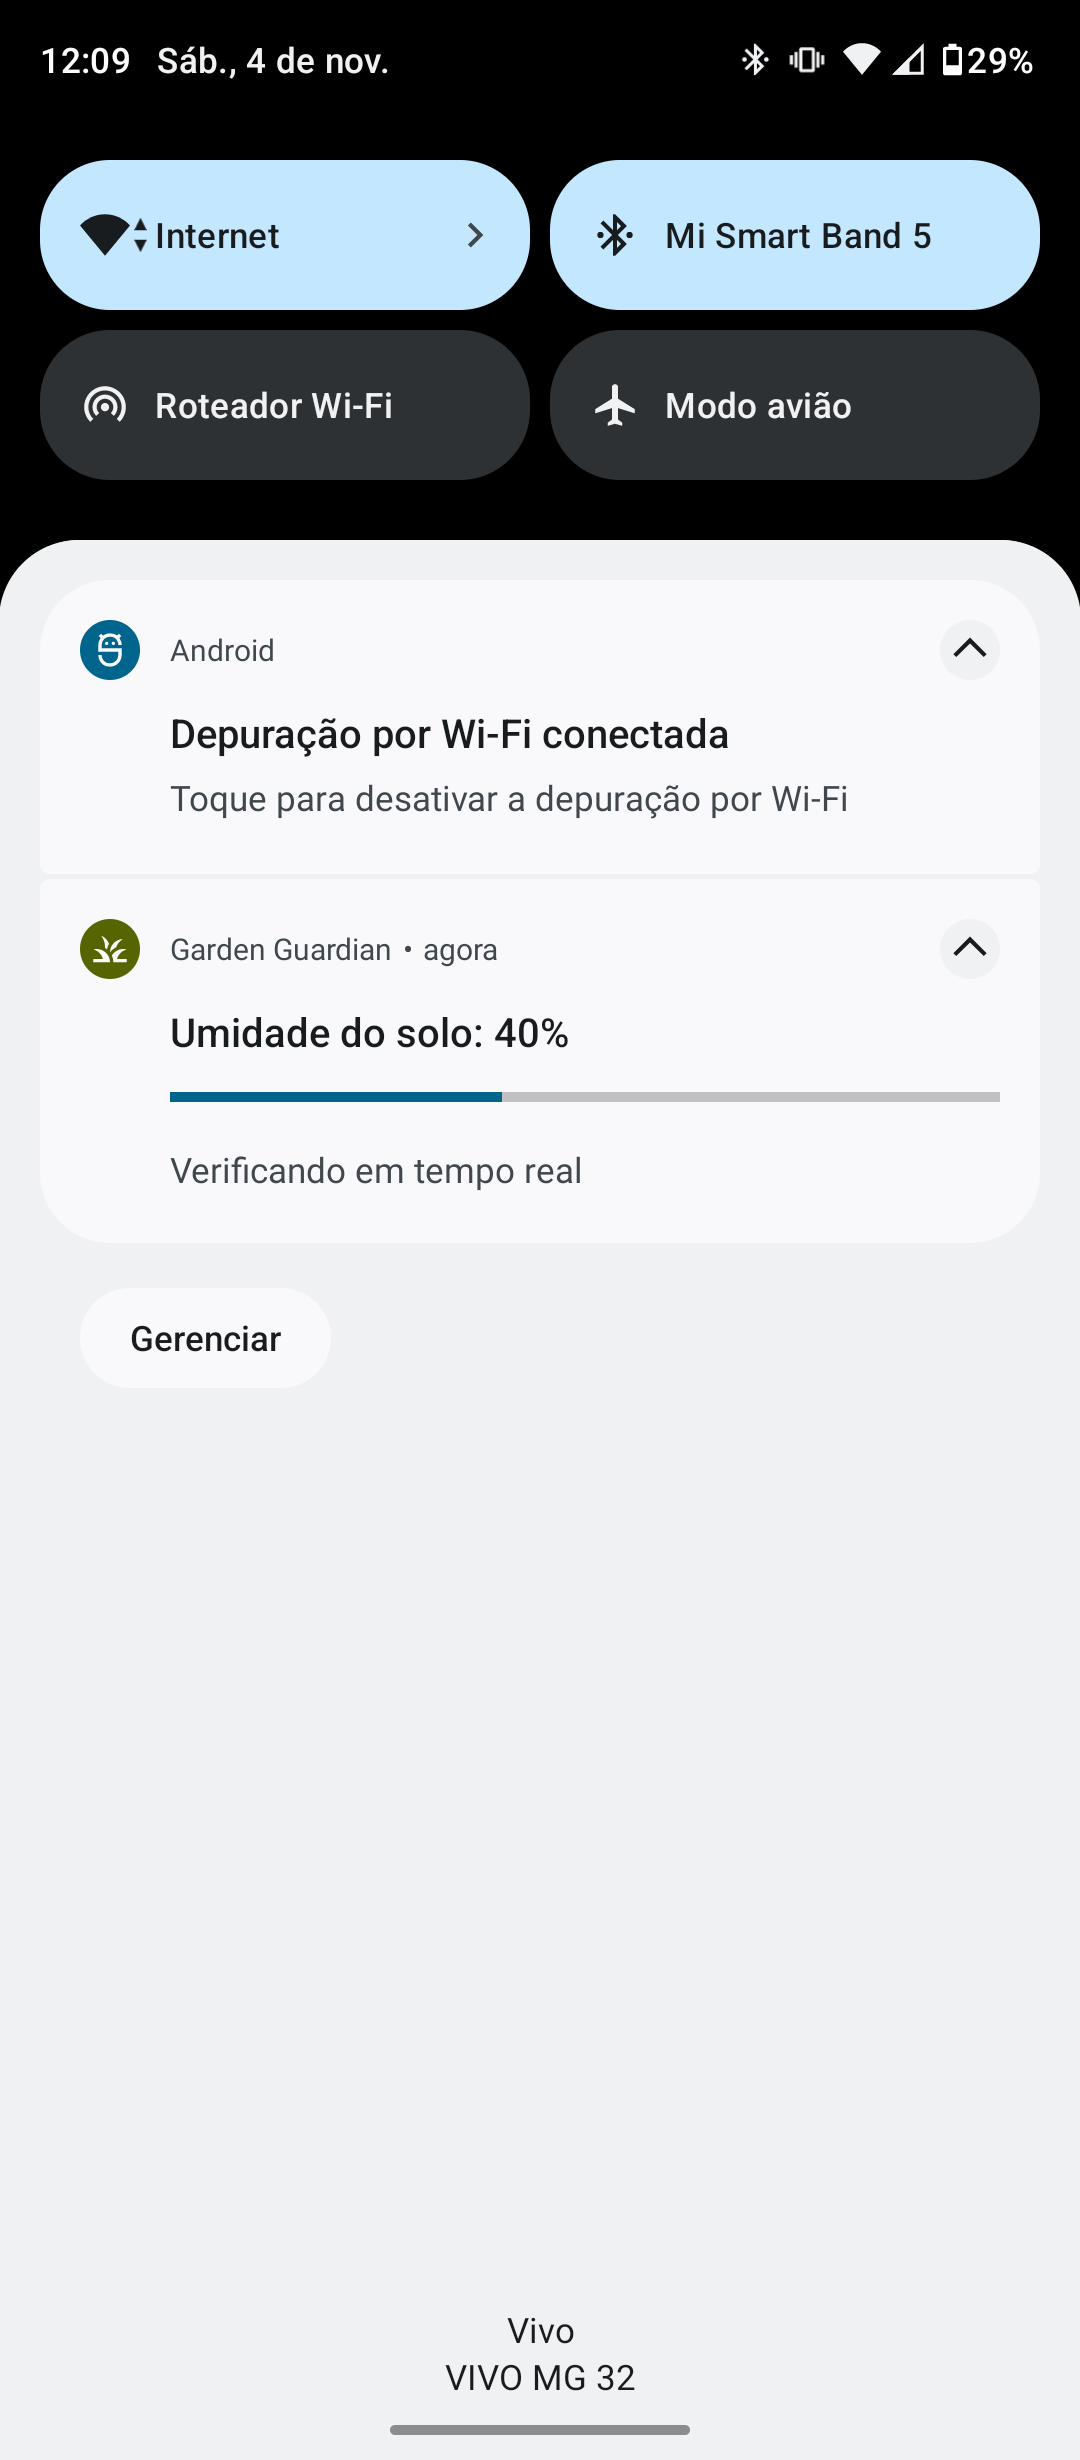 12:09 Sáb., 4 de nov. 29%
Internet
Mi Smart Band 5
Roteador Wi-Fi
Modo avião
Android
Depuração por Wi-Fi conectada
Toque para desativar a depuração por Wi-Fi
Garden Guardian • agora
Umidade do solo: 40%
Verificando em tempo real
Gerenciar
Vivo
VIVO MG 32